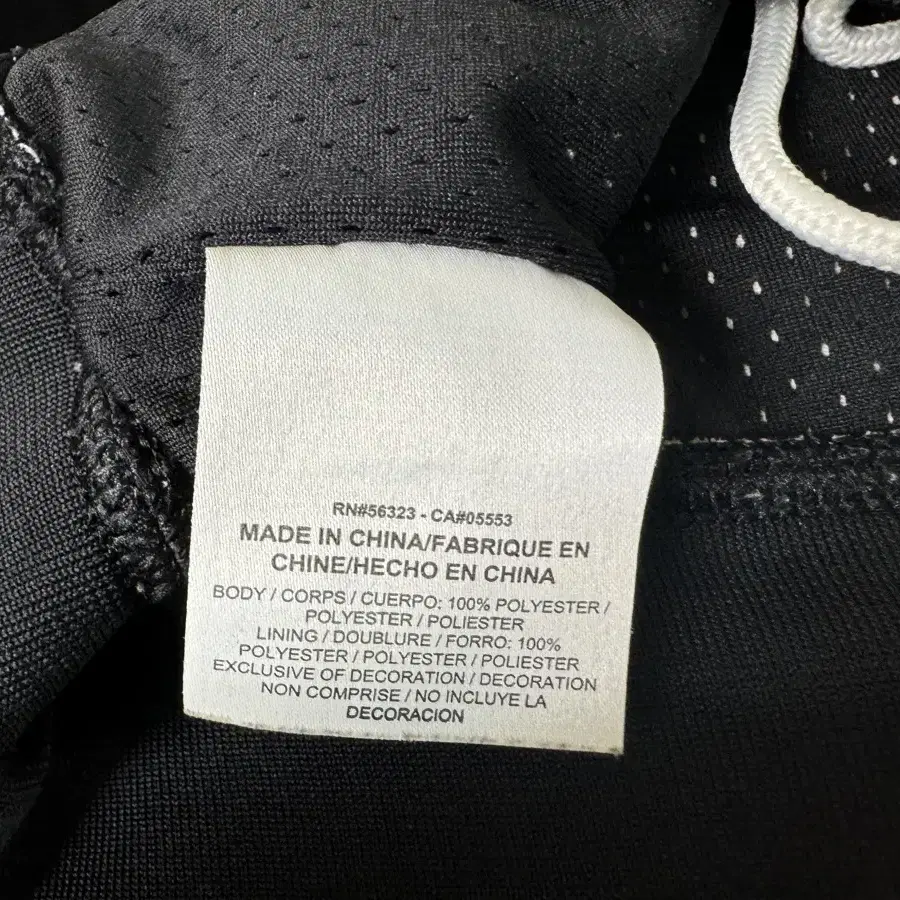 RN#56323 - CA#05553
MADE IN CHINA/FABRIQUE EN
CHINE/HECHO EN CHINA
BODY / CORPS / CUERPO: 100% POLYESTER /
POLYESTER / POLIESTER
LINING / DOUBLURE / FORRO: 100%
POLYESTER / POLYESTER / POLIESTER
EXCLUSIVE OF DECORATION / DECORATION
NON COMPRISE / NO INCLUYE LA
DECORACION